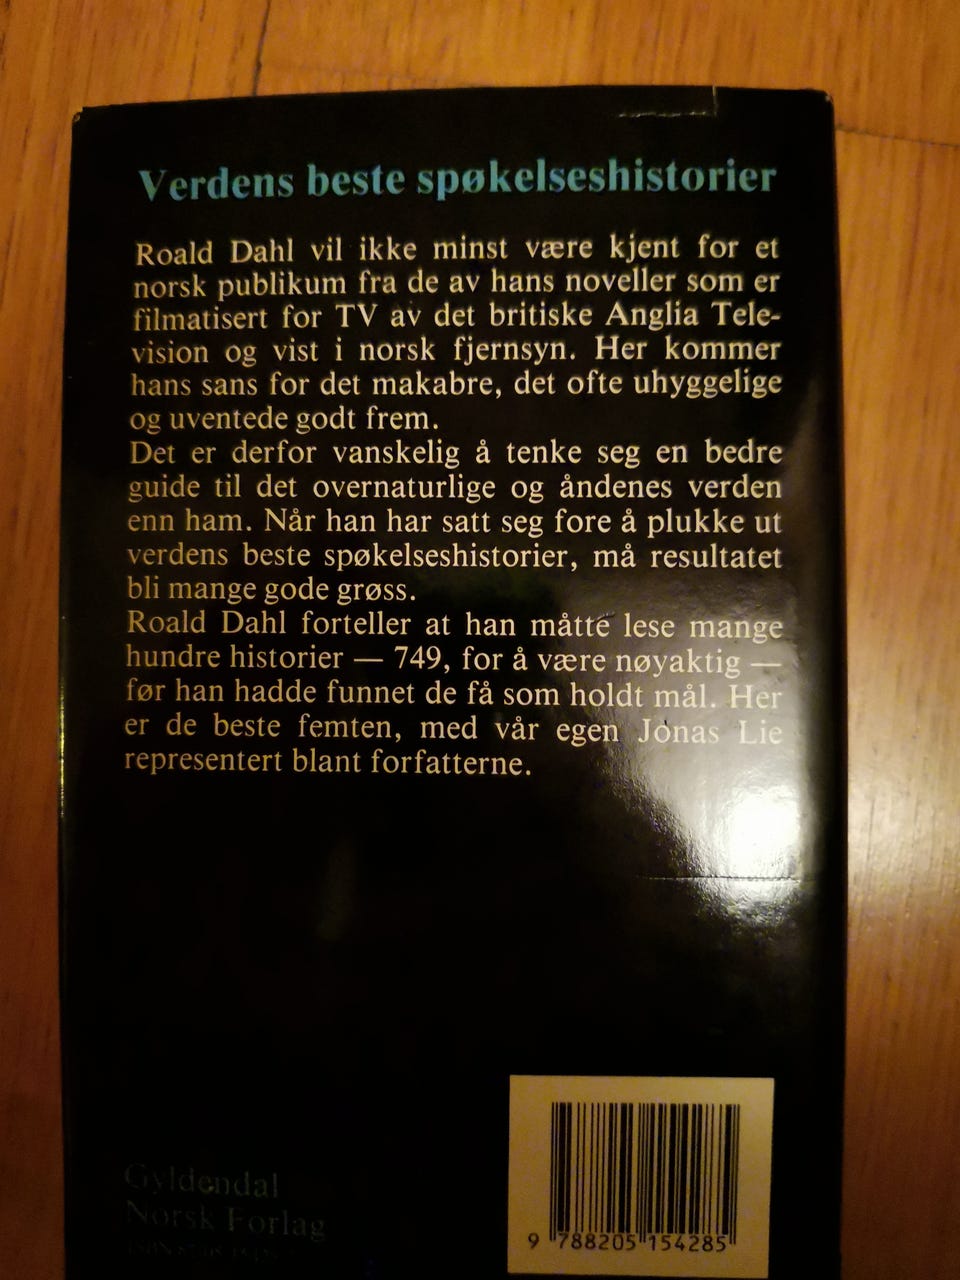 Verdens beste spøkelseshistorier
Roald Dahl vil ikke minst være kjent for et
norsk publikum fra de av hans noveller som er
filmatisert for TV av det britiske Anglia Tele-
vision og vist i norsk fjernsyn. Her kommer
hans sans for det makabre, det ofte uhyggelige
og uventede godt frem.
Det er derfor vanskelig å tenke seg en bedre
guide til det overnaturlige og åndenes verden
enn ham. Når han har satt seg fore å plukke ut
verdens beste spøkelseshistorier, må resultatet
bli mange gode grøss.
Roald Dahl forteller at han måtte lese mange
hundre historier — 749, for å være nøyaktig —
før han hadde funnet de få som holdt mål. Her
er de beste femten, med vår egen Jonas Lie
representert blant forfatterne.
Gyldendal
Norsk Forlag
ISBN
9 788205 154285